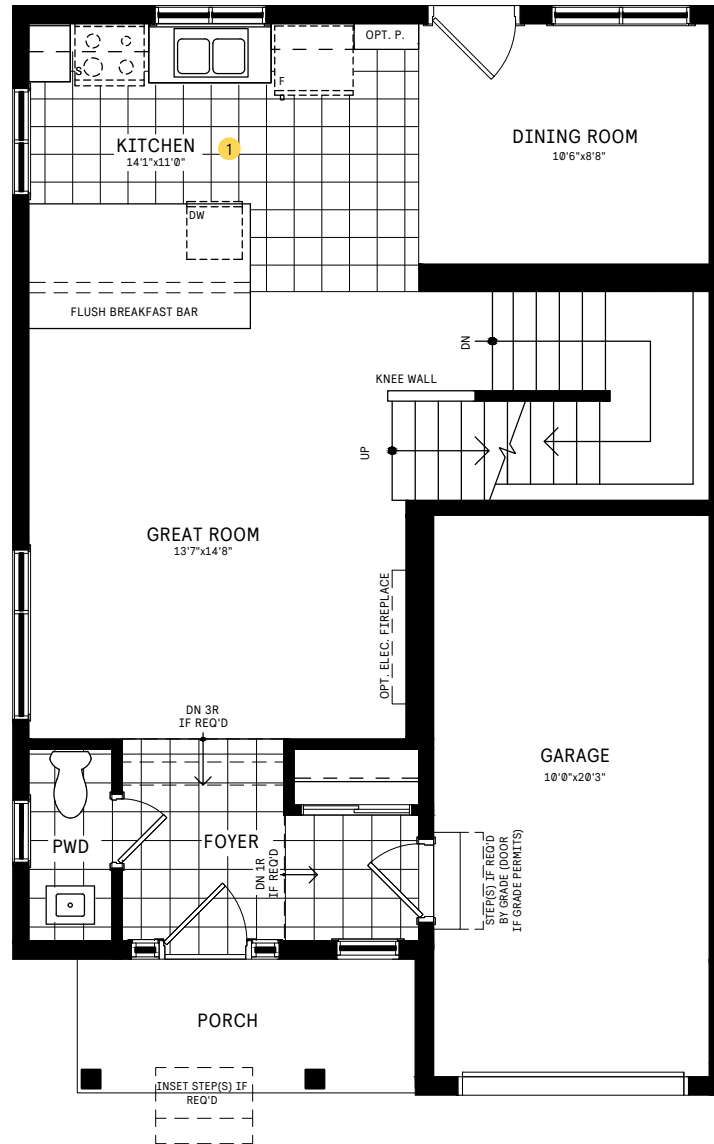 OPT. P.
S
F
D
KITCHEN
14'1"x11'0"
1
DINING ROOM
10'6"x8'8"
DW
FLUSH BREAKFAST BAR
DN
KNEE WALL
UP
GREAT ROOM
13'7"x14'8"
OPT. ELEC. FIREPLACE
DN 3R
IF REQ'D
GARAGE
10'0"x20'3"
PWD
FOYER
DN 1R
IF REQ'D
STEP(S) IF REQ'D
BY GRADE (DOOR
IF GRADE PERMITS)
PORCH
INSET STEP(S) IF
REQ'D